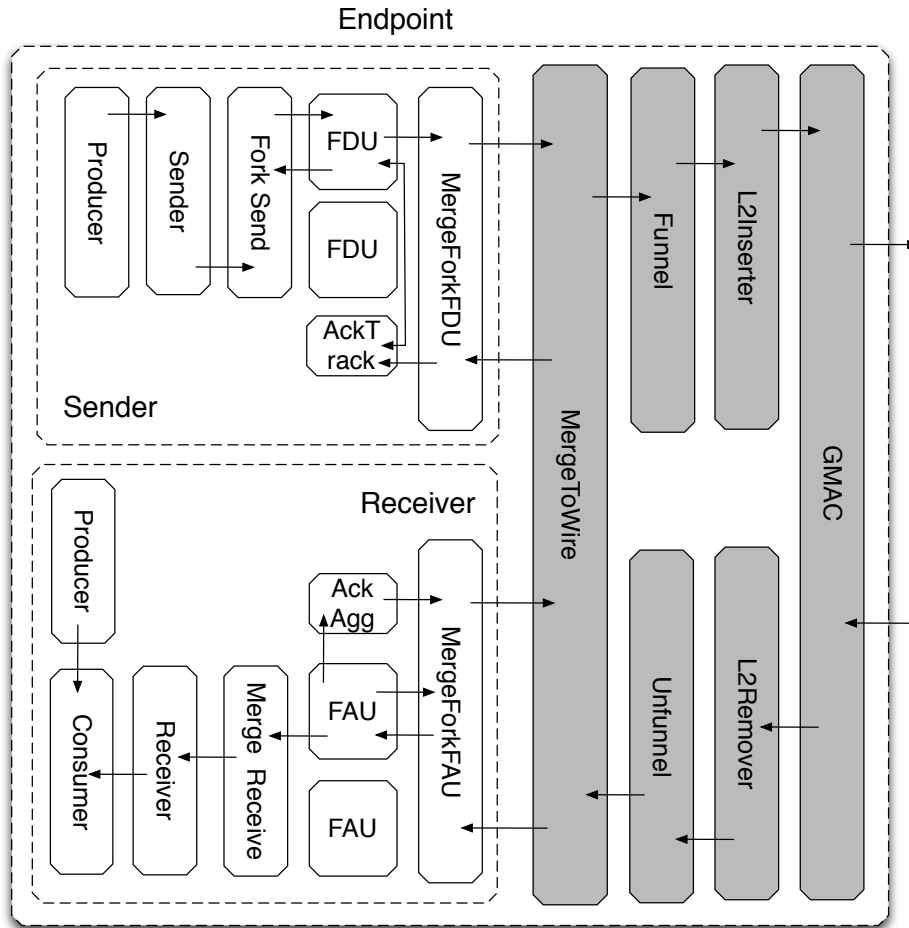 Endpoint
Producer
Sender
Fork Send
FDU
FDU
AckT
rack
MergeForkFDU
Sender
MergeToWire
Funnel
L2Inserter
GMAC
Receiver
Producer
Consumer
Receiver
Merge Receive
Ack
Agg
FAU
FAU
MergeForkFAU
Unfunnel
L2Remover